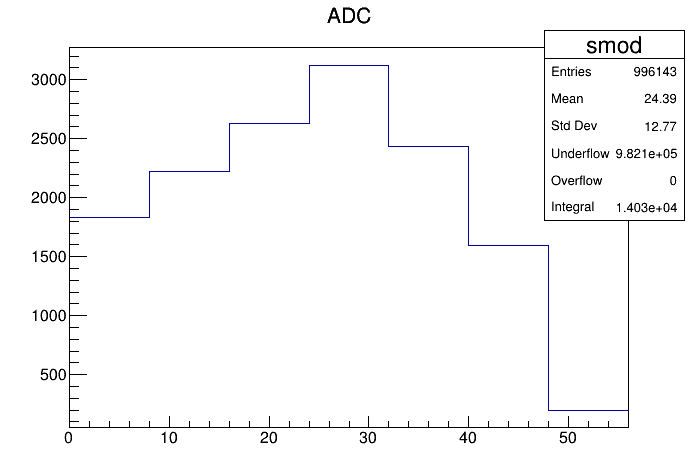 ADC
smod
Entries 996143
Mean 24.39
Std Dev 12.77
Underflow 9.821e+05
Overflow 0
Integral 1.403e+04
3000
2500
2000
1500
1000
500
0 10 20 30 40 50